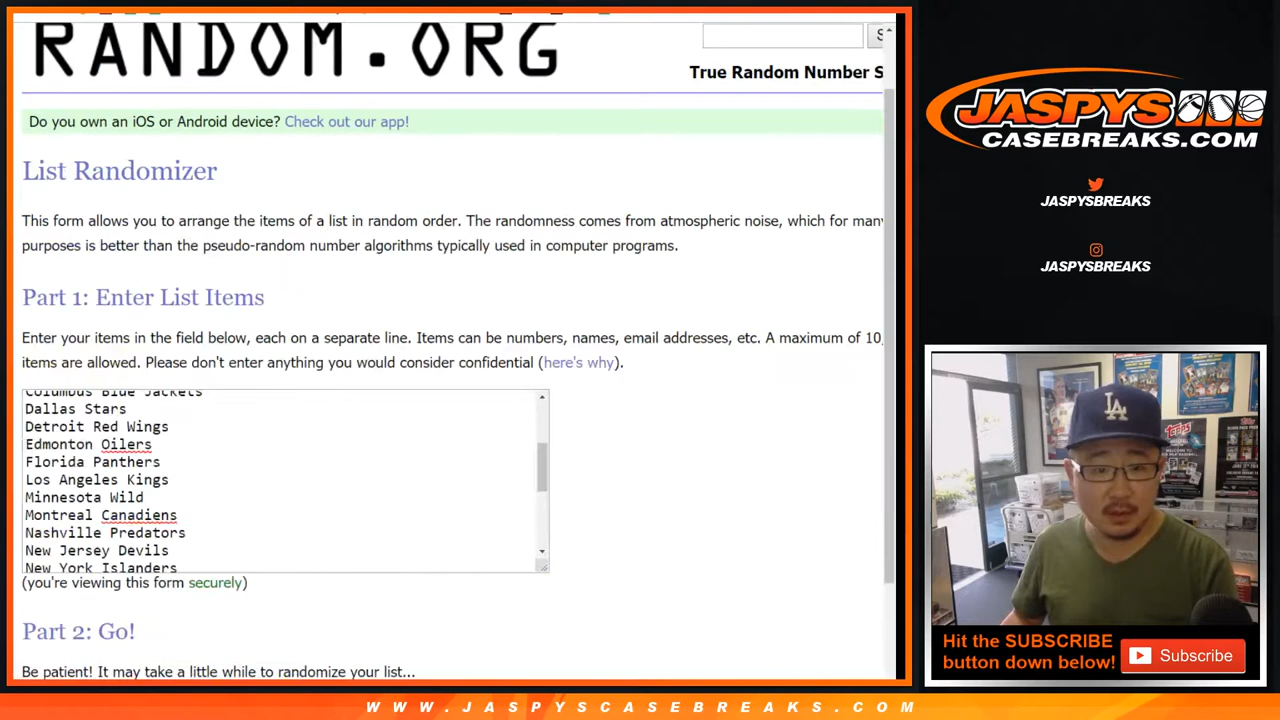 RANDOM.ORG
S
True Random Number S
Do you own an iOS or Android device? Check out our app!
List Randomizer
This form allows you to arrange the items of a list in random order. The randomness comes from atmospheric noise, which for many
purposes is better than the pseudo-random number algorithms typically used in computer programs.
Part 1: Enter List Items
Enter your items in the field below, each on a separate line. Items can be numbers, names, email addresses, etc. A maximum of 10,
items are allowed. Please don't enter anything you would consider confidential (here's why).
Columbus Blue Jackets
Dallas Stars
Detroit Red Wings
Edmonton Oilers
Florida Panthers
Los Angeles Kings
Minnesota Wild
Montreal Canadiens
Nashville Predators
New Jersey Devils
New York Islanders
(you're viewing this form securely)
Part 2: Go!
Be patient! It may take a little while to randomize your list...
JASPYS
CASEBREAKS.COM
JASPYSBREAKS
JASPYSBREAKS
LA
TOPPS
Hit the SUBSCRIBE
button down below!
Subscribe
WWW.JASPYSCASEBREAKS.COM